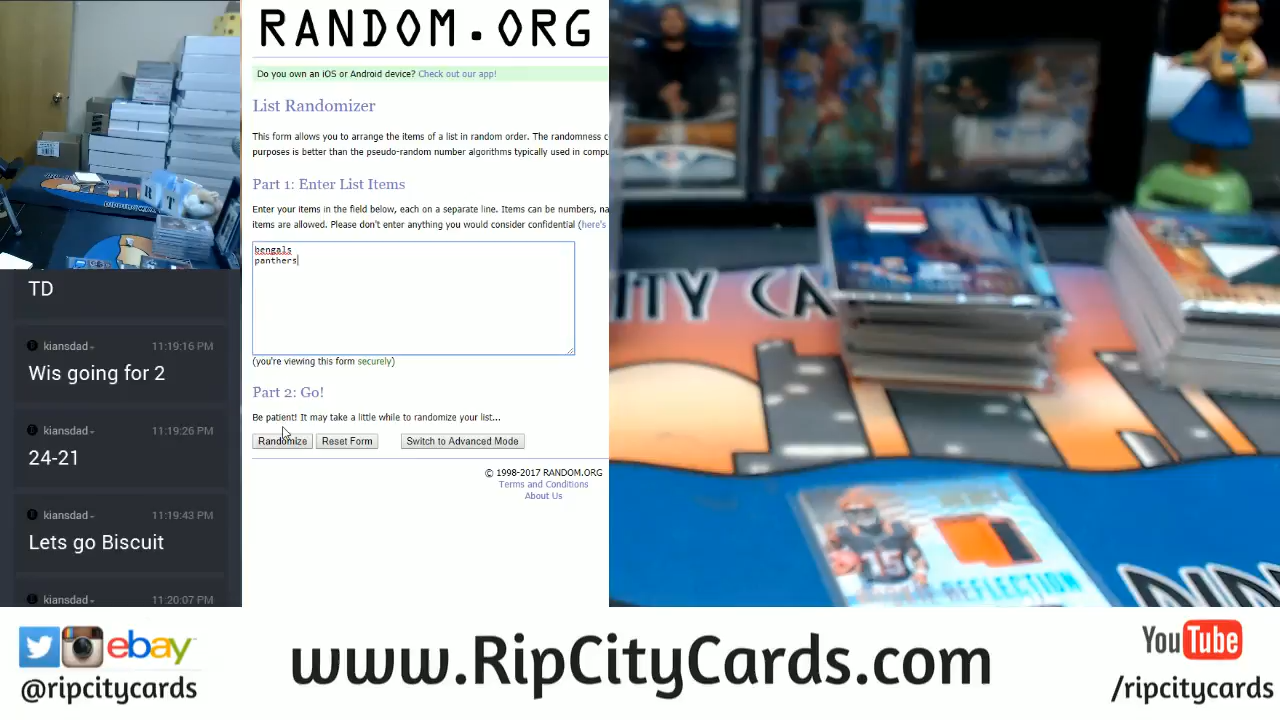 RANDOM.ORG
Do you own an iOS or Android device? Check out our app!
List Randomizer
This form allows you to arrange the items of a list in random order. The randomness c
purposes is better than the pseudo-random number algorithms typically used in compu
Part 1: Enter List Items
Enter your items in the field below, each on a separate line. Items can be numbers, na
items are allowed. Please don't enter anything you would consider confidential (here's
bengals
panthers
(you're viewing this form securely)
Part 2: Go!
Be patient! It may take a little while to randomize your list...
Randomize Reset Form Switch to Advanced Mode
© 1998-2017 RANDOM.ORG
Terms and Conditions
About Us
TD
kiansdad 11:19:16 PM
Wis going for 2
kiansdad 11:19:26 PM
24-21
kiansdad 11:19:43 PM
Lets go Biscuit
kiansdad 11:20:07 PM
ITY CA
REFLECTION
ebay
@ripcitycards
www.RipCityCards.com
YouTube
/ripcitycards